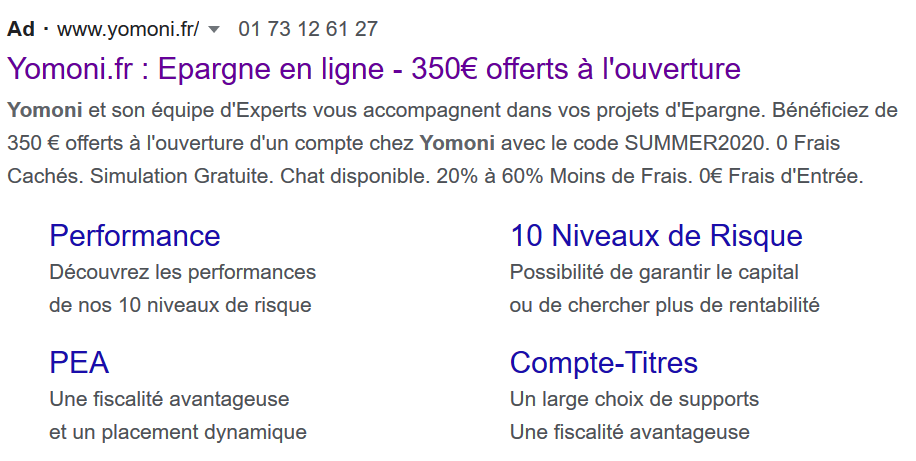 Ad · www.yomoni.fr/ 01 73 12 61 27
Yomoni.fr : Epargne en ligne - 350€ offerts à l'ouverture
Yomoni et son équipe d'Experts vous accompagnent dans vos projets d'Epargne. Bénéficiez de
350 € offerts à l'ouverture d'un compte chez Yomoni avec le code SUMMER2020. 0 Frais
Cachés. Simulation Gratuite. Chat disponible. 20% à 60% Moins de Frais. 0€ Frais d'Entrée.
Performance
Découvrez les performances
de nos 10 niveaux de risque
10 Niveaux de Risque
Possibilité de garantir le capital
ou de chercher plus de rentabilité
PEA
Une fiscalité avantageuse
et un placement dynamique
Compte-Titres
Un large choix de supports
Une fiscalité avantageuse